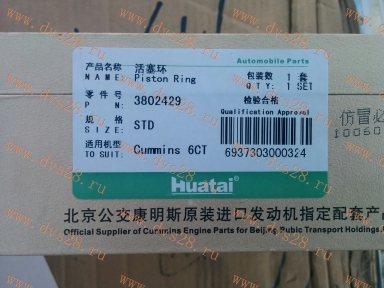 Automobile Parts
产品名称 活塞环 包装数 1 套
NAME: Piston Ring QTY: 1 SET
零件号 检验合格
P N: 3802429 Qualification Approval
规格
SIZE: STD
适用机型
TO SUIT: Cummins 6CT 6937303000324
Huatai
仿冒必
10060
北京公交康明斯原装进口发动机指定配套产
Official Supplier of Cummins Engine Parts for Beijing Pubic Transport Holdings.
www.dvs28.ru